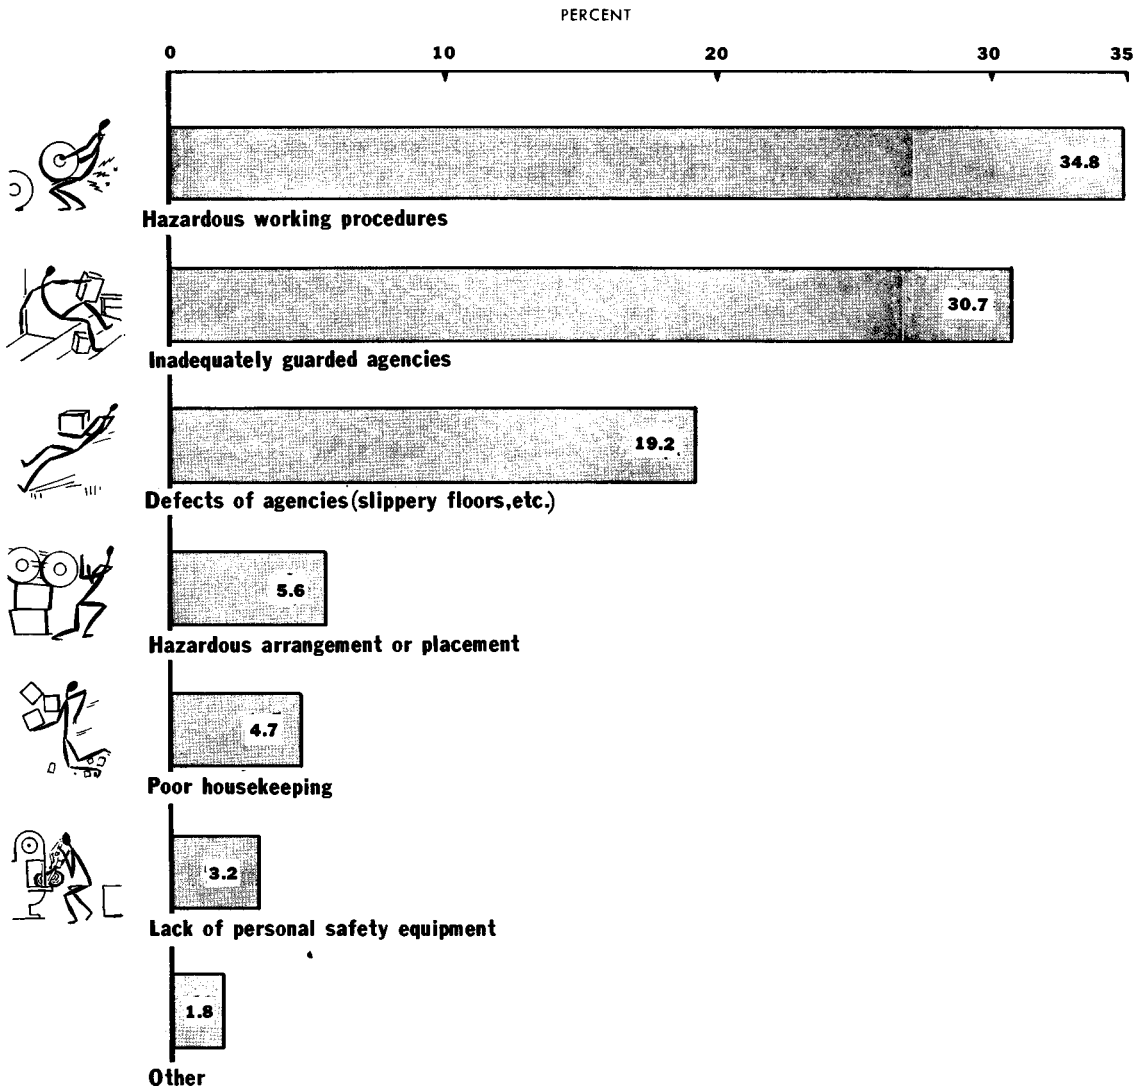 PERCENT
0 10 20 30 35
34.8
Hazardous working procedures
30.7
Inadequately guarded agencies
19.2
Defects of agencies (slippery floors, etc.)
5.6
Hazardous arrangement or placement
4.7
Poor housekeeping
3.2
Lack of personal safety equipment
1.8
Other